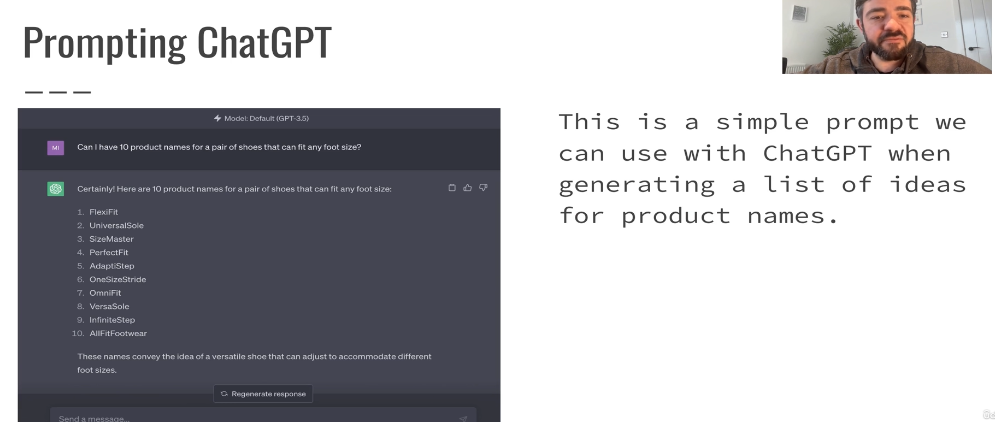 Prompting ChatGPT
Model: Default (GPT-3.5)
MI
Can I have 10 product names for a pair of shoes that can fit any foot size?
Certainly! Here are 10 product names for a pair of shoes that can fit any foot size:
1. FlexiFit
2. UniversalSole
3. SizeMaster
4. PerfectFit
5. AdaptiStep
6. OneSizeStride
7. OmniFit
8. VersaSole
9. InfiniteStep
10. AllFitFootwear
These names convey the idea of a versatile shoe that can adjust to accommodate different
foot sizes.
Regenerate response
Send a message...
This is a simple prompt we
can use with ChatGPT when
generating a list of ideas
for product names.